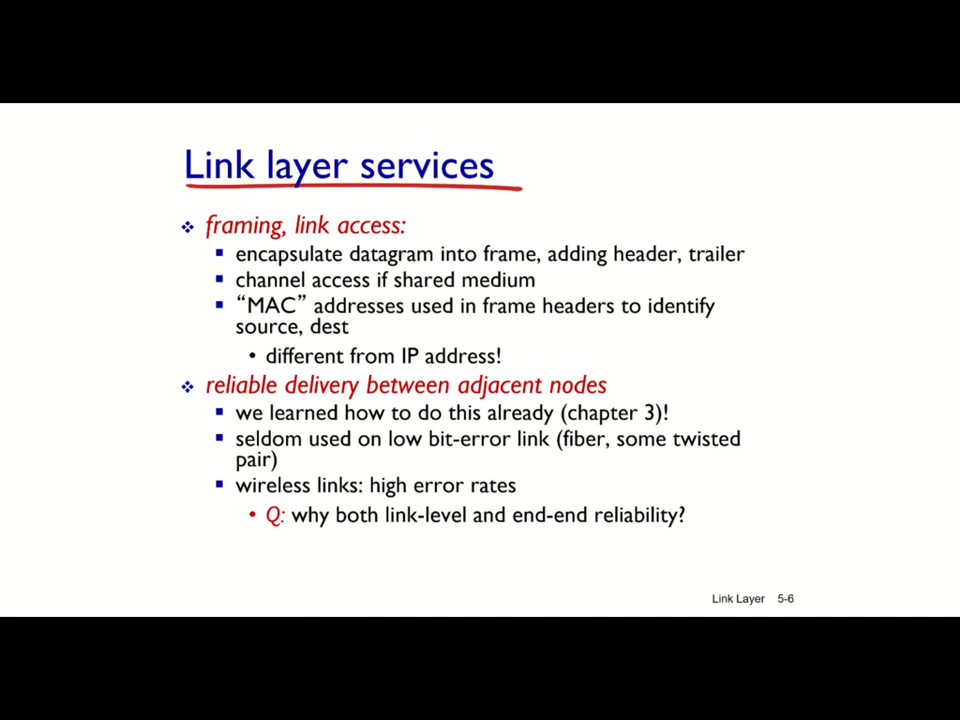 Link layer services
❖ framing, link access:
▪ encapsulate datagram into frame, adding header, trailer
▪ channel access if shared medium
▪ “MAC” addresses used in frame headers to identify
source, dest
• different from IP address!
❖ reliable delivery between adjacent nodes
▪ we learned how to do this already (chapter 3)!
▪ seldom used on low bit-error link (fiber, some twisted
pair)
▪ wireless links: high error rates
• Q: why both link-level and end-end reliability?
Link Layer 5-6